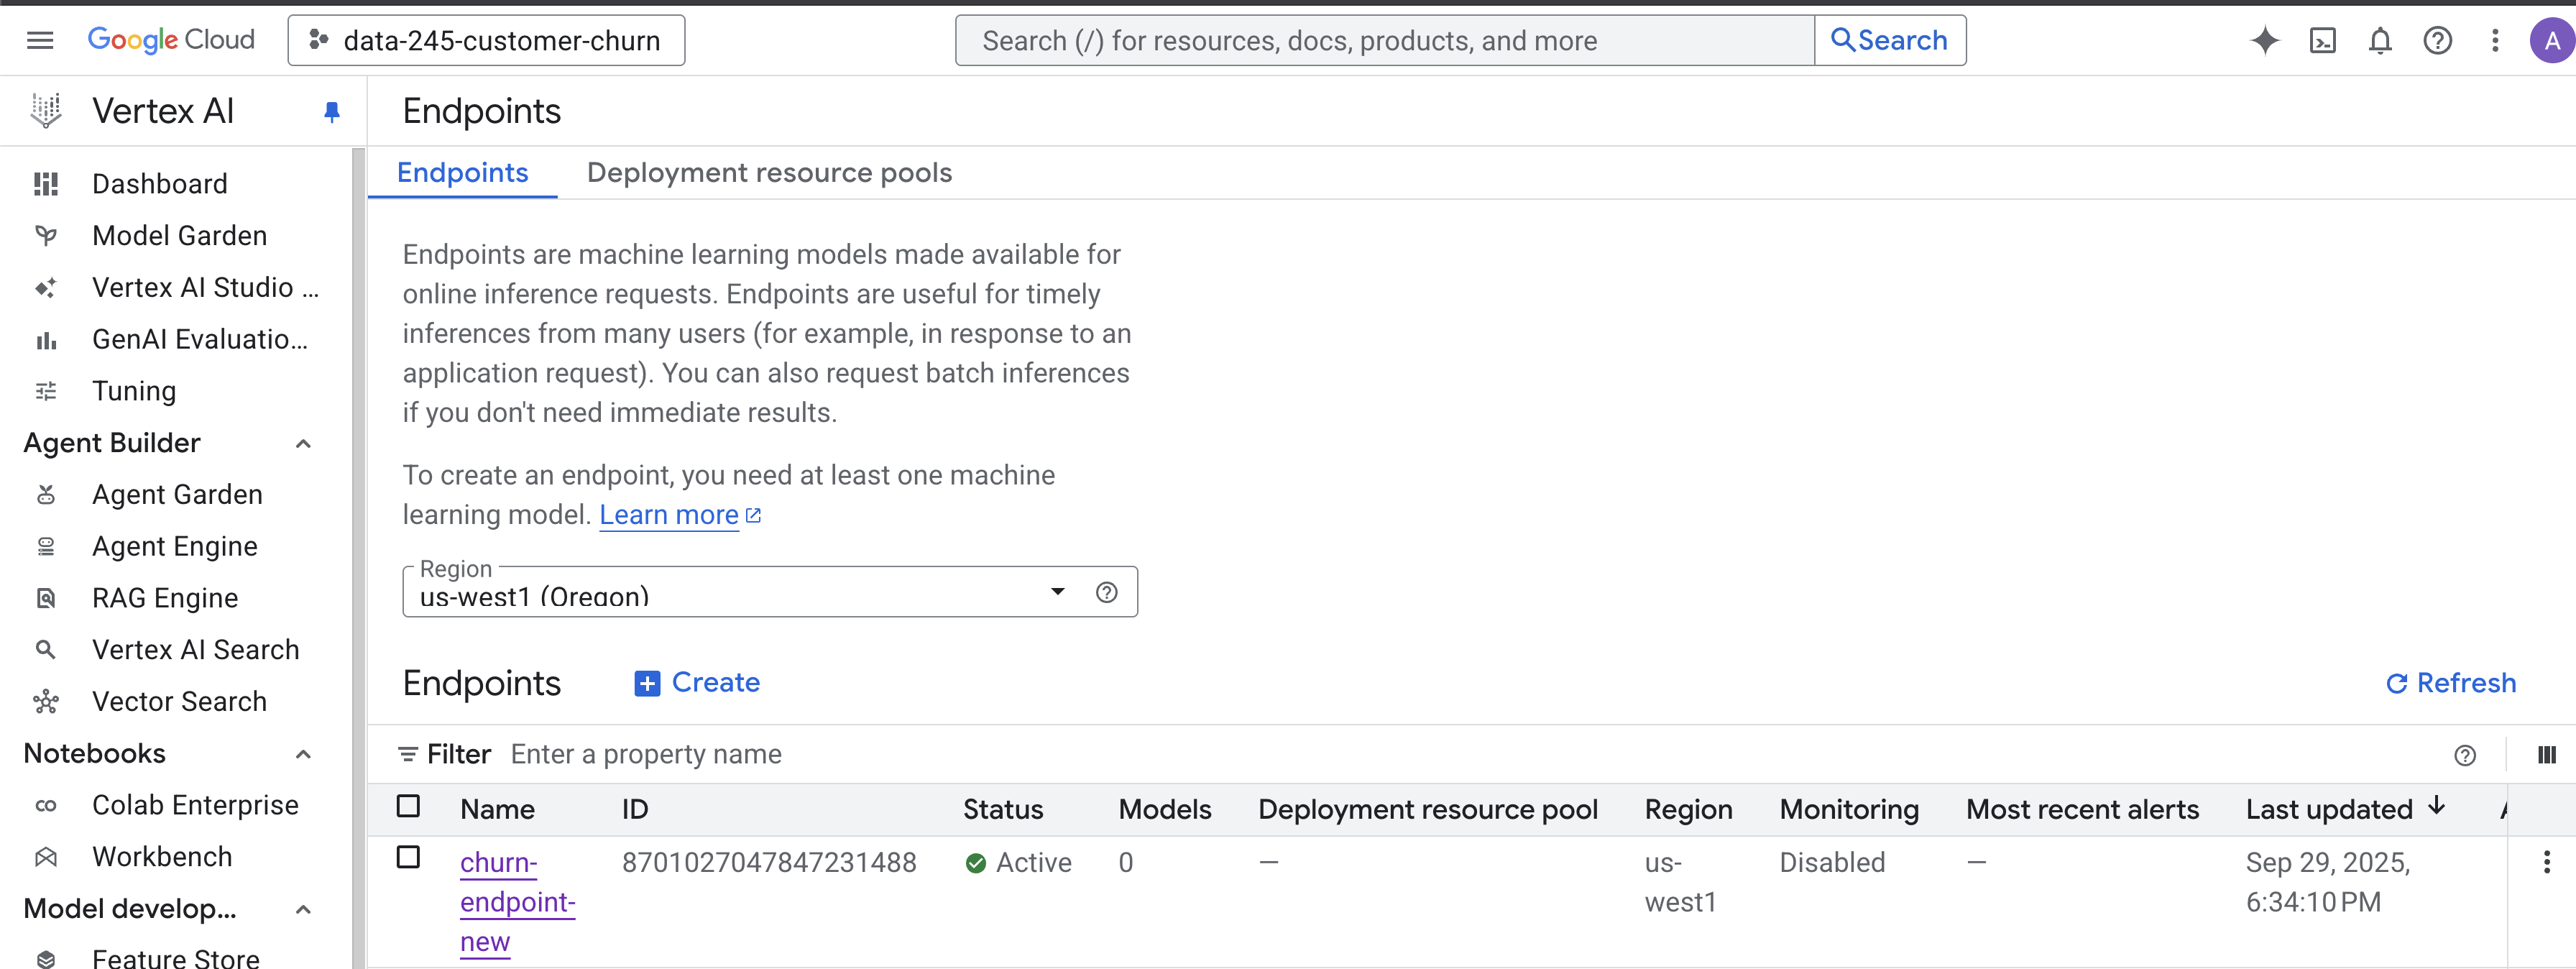 Google Cloud
data-245-customer-churn
Search (/) for resources, docs, products, and more
Search
A
Vertex AI
Endpoints
Dashboard
Model Garden
Vertex AI Studio ...
GenAI Evaluatio...
Tuning
Agent Builder
Agent Garden
Agent Engine
RAG Engine
Vertex AI Search
Vector Search
Notebooks
Colab Enterprise
Workbench
Model develop...
Feature Store
Endpoints Deployment resource pools
Endpoints are machine learning models made available for
online inference requests. Endpoints are useful for timely
inferences from many users (for example, in response to an
application request). You can also request batch inferences
if you don't need immediate results.
To create an endpoint, you need at least one machine
learning model. Learn more
Region
us-west1 (Oregon)
Endpoints Create Refresh
Filter Enter a property name
Name ID Status Models Deployment resource pool Region Monitoring Most recent alerts Last updated
churn- 8701027047847231488 Active 0 — us- Disabled — Sep 29, 2025,
endpoint- west1 6:34:10 PM
new